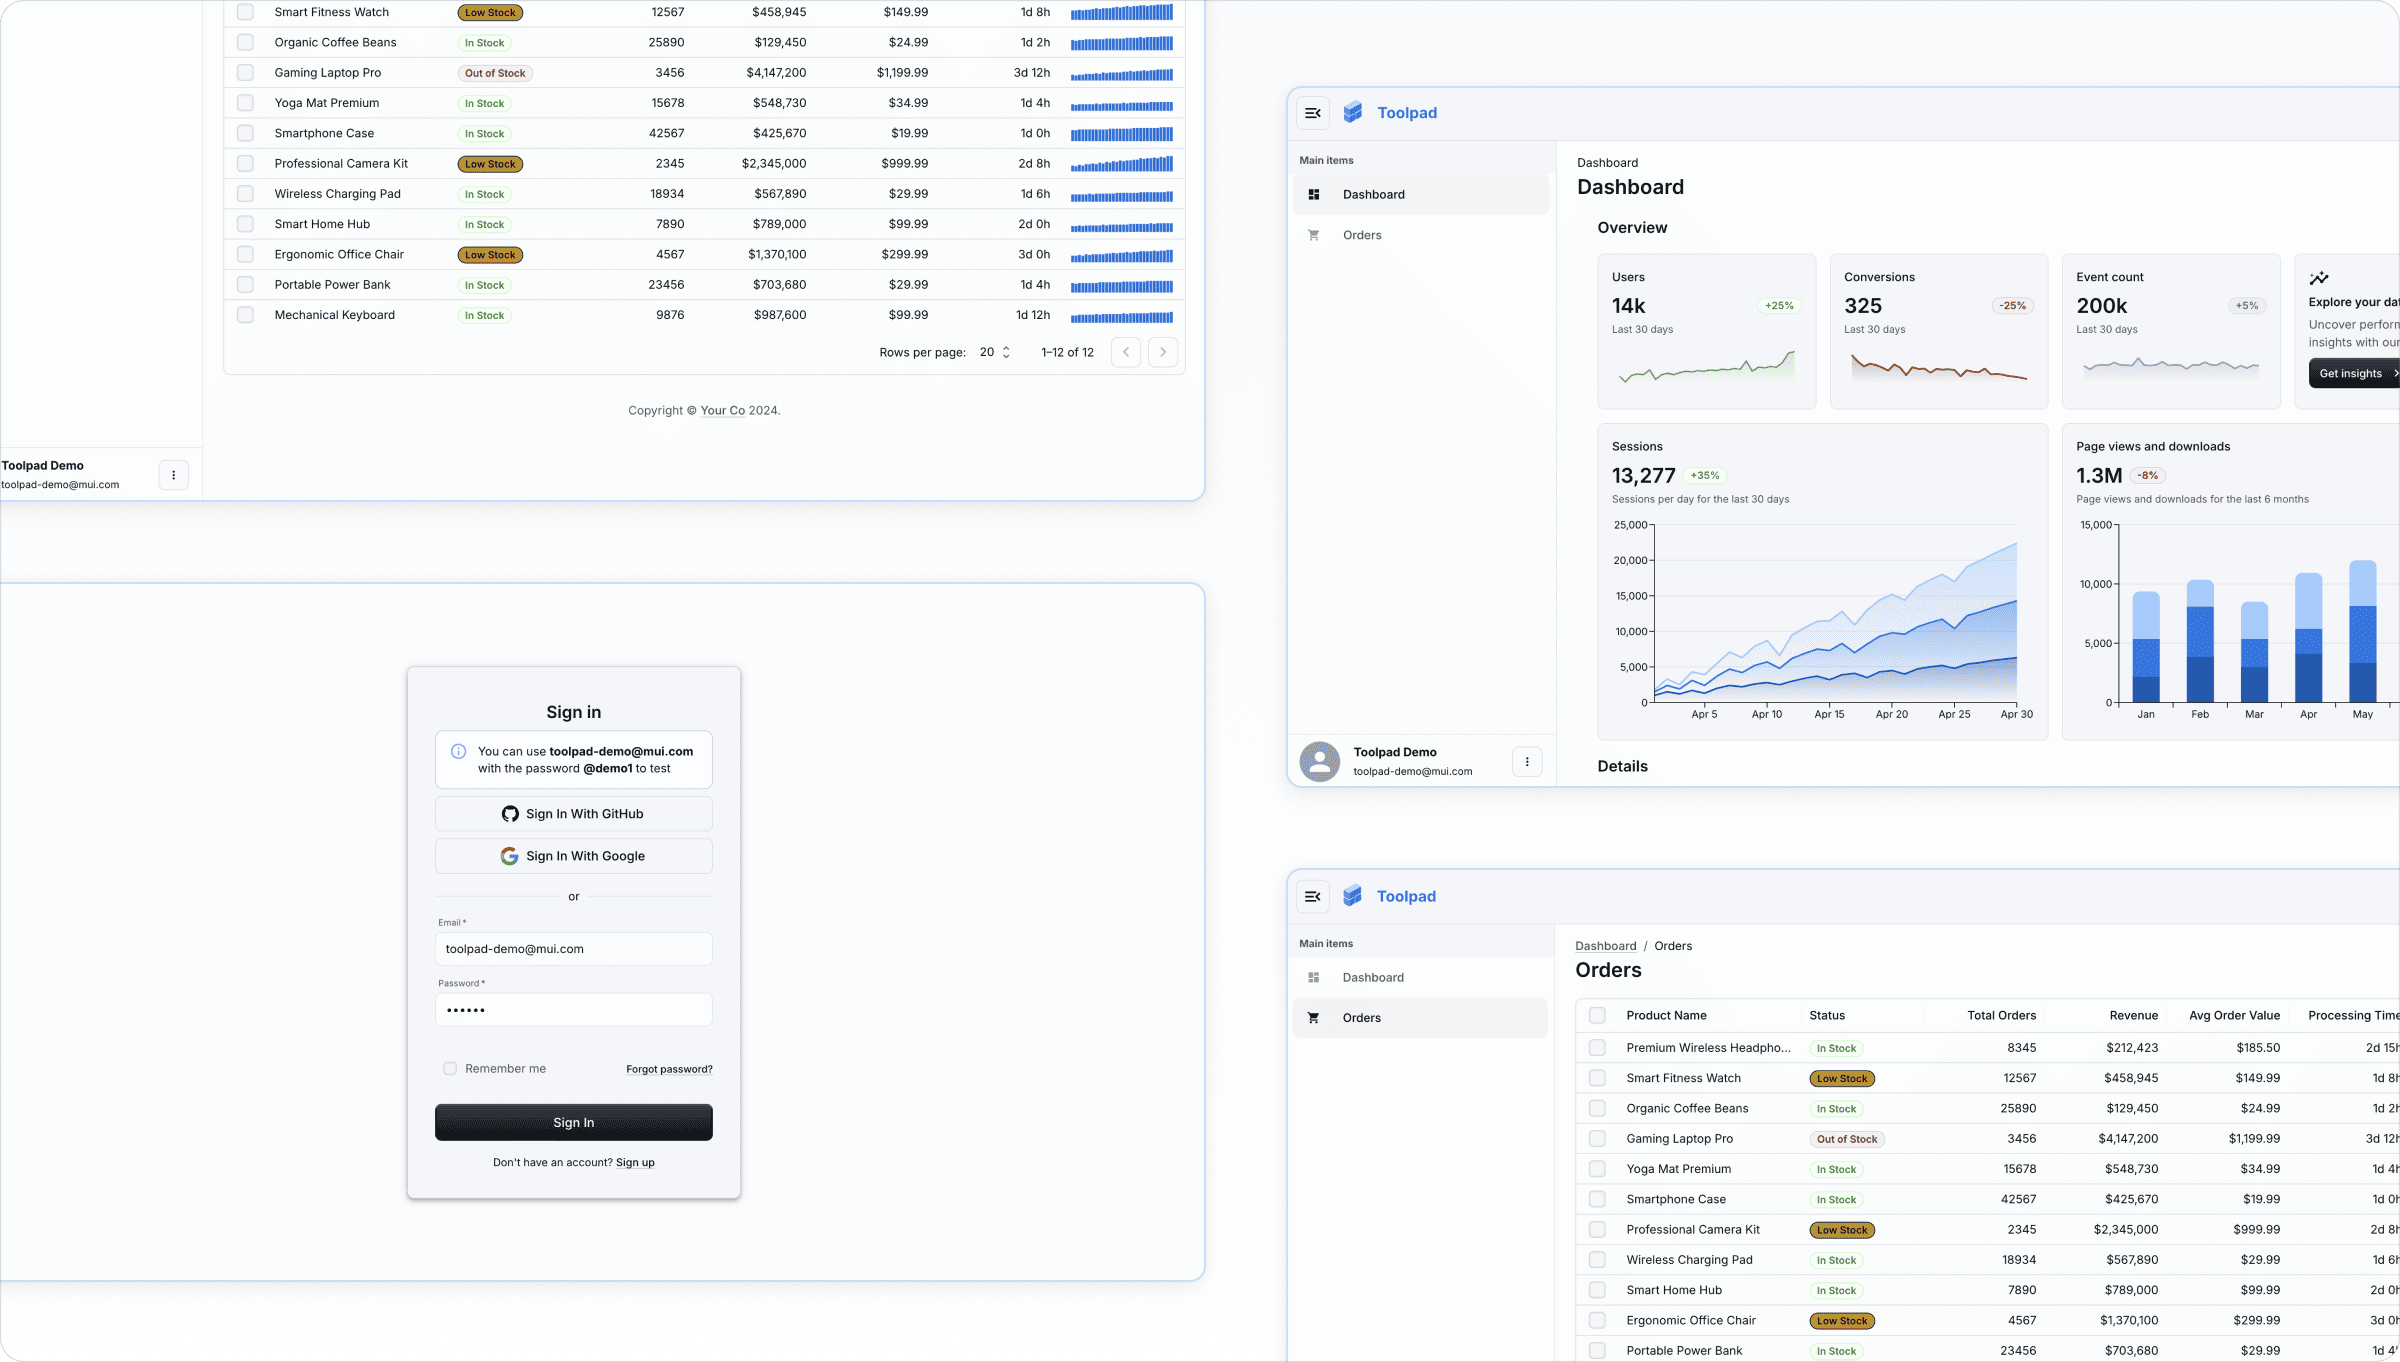 Smart Fitness Watch Low Stock 12567 $458,945 $149.99 1d 8h
Organic Coffee Beans In Stock 25890 $129,450 $24.99 1d 2h
Gaming Laptop Pro Out of Stock 3456 $4,147,200 $1,199.99 3d 12h
Yoga Mat Premium In Stock 15678 $548,730 $34.99 1d 4h
Smartphone Case In Stock 42567 $425,670 $19.99 1d 0h
Professional Camera Kit Low Stock 2345 $2,345,000 $999.99 2d 8h
Wireless Charging Pad In Stock 18934 $567,890 $29.99 1d 6h
Smart Home Hub In Stock 7890 $789,000 $99.99 2d 0h
Ergonomic Office Chair Low Stock 4567 $1,370,100 $299.99 3d 0h
Portable Power Bank In Stock 23456 $703,680 $29.99 1d 4h
Mechanical Keyboard In Stock 9876 $987,600 $99.99 1d 12h
Rows per page: 20 1–12 of 12
Copyright © Your Co 2024.
Toolpad Demo
toolpad-demo@mui.com
Sign in
You can use toolpad-demo@mui.com
with the password @demo1 to test
Sign In With GitHub
Sign In With Google
or
Email *
toolpad-demo@mui.com
Password *
••••••
Remember me Forgot password?
Sign In
Don't have an account? Sign up
Toolpad
Main items
Dashboard
Orders
Toolpad Demo
toolpad-demo@mui.com
Dashboard
Dashboard
Overview
Users
14k +25%
Last 30 days
Conversions
325 -25%
Last 30 days
Event count
200k +5%
Last 30 days
Explore your dat
Uncover perform
insights with our
Get insights
Sessions
13,277 +35%
Sessions per day for the last 30 days
25,000
20,000
15,000
10,000
5,000
0
Apr 5 Apr 10 Apr 15 Apr 20 Apr 25 Apr 30
Page views and downloads
1.3M -8%
Page views and downloads for the last 6 months
15,000
10,000
5,000
0
Jan Feb Mar Apr May
Details
Toolpad
Main items
Dashboard
Orders
Dashboard / Orders
Orders
Product Name Status Total Orders Revenue Avg Order Value Processing Time
Premium Wireless Headpho... In Stock 8345 $212,423 $185.50 2d 15h
Smart Fitness Watch Low Stock 12567 $458,945 $149.99 1d 8h
Organic Coffee Beans In Stock 25890 $129,450 $24.99 1d 2h
Gaming Laptop Pro Out of Stock 3456 $4,147,200 $1,199.99 3d 12h
Yoga Mat Premium In Stock 15678 $548,730 $34.99 1d 4h
Smartphone Case In Stock 42567 $425,670 $19.99 1d 0h
Professional Camera Kit Low Stock 2345 $2,345,000 $999.99 2d 8h
Wireless Charging Pad In Stock 18934 $567,890 $29.99 1d 6h
Smart Home Hub In Stock 7890 $789,000 $99.99 2d 0h
Ergonomic Office Chair Low Stock 4567 $1,370,100 $299.99 3d 0h
Portable Power Bank In Stock 23456 $703,680 $29.99 1d 4h